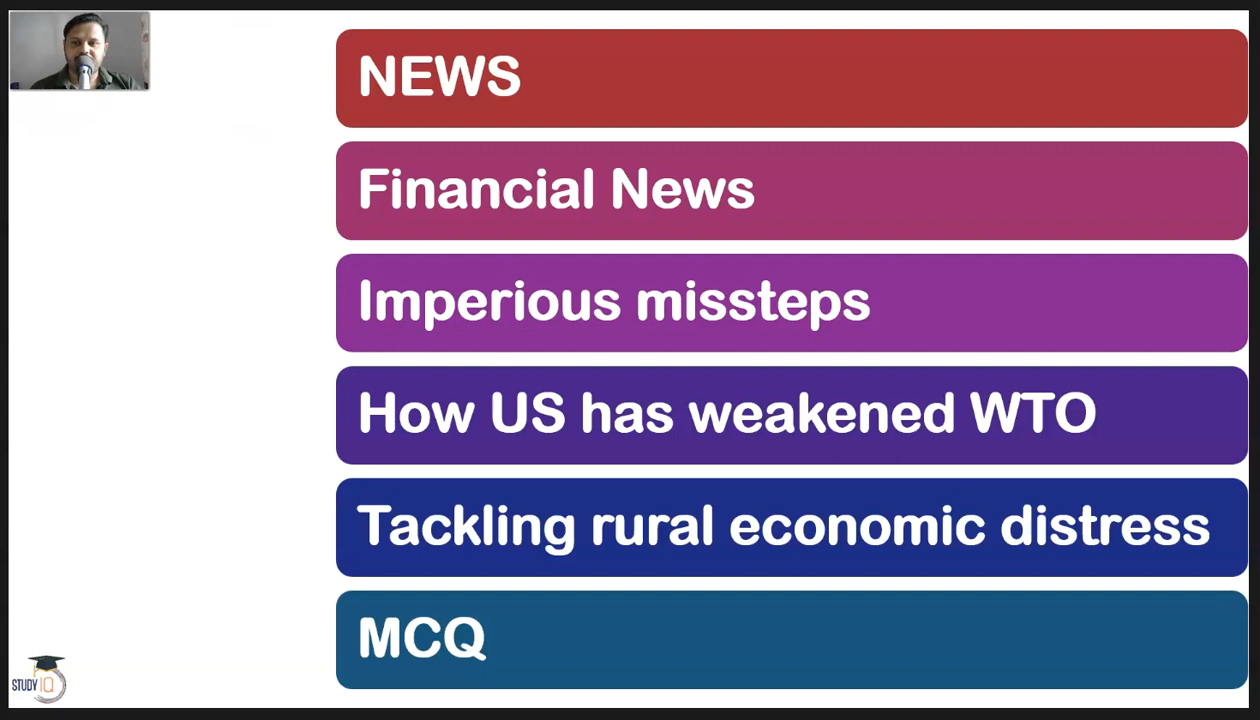 NEWS
Financial News
Imperious missteps
How US has weakened WTO
Tackling rural economic distress
MCQ
STUDY IQ